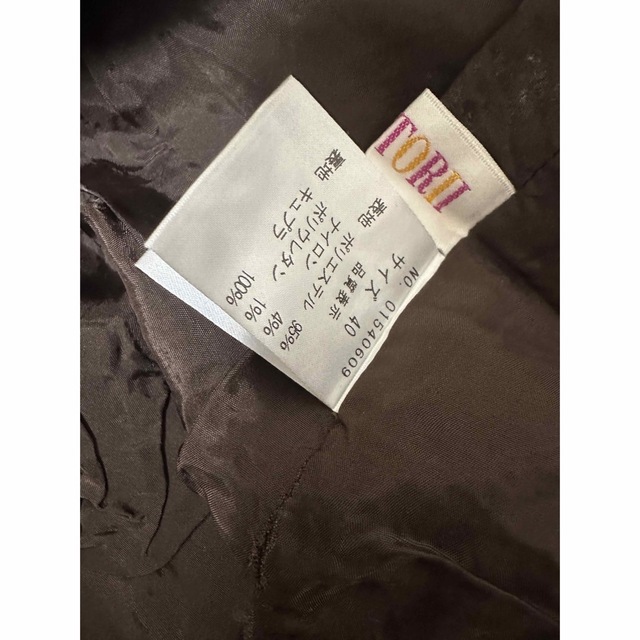 TORII
NO. 01540609
サイズ 40
品質表示
表地 ポリエステル 95%
ナイロン 4%
ポリウレタン 1%
裏地 キュプラ 100%